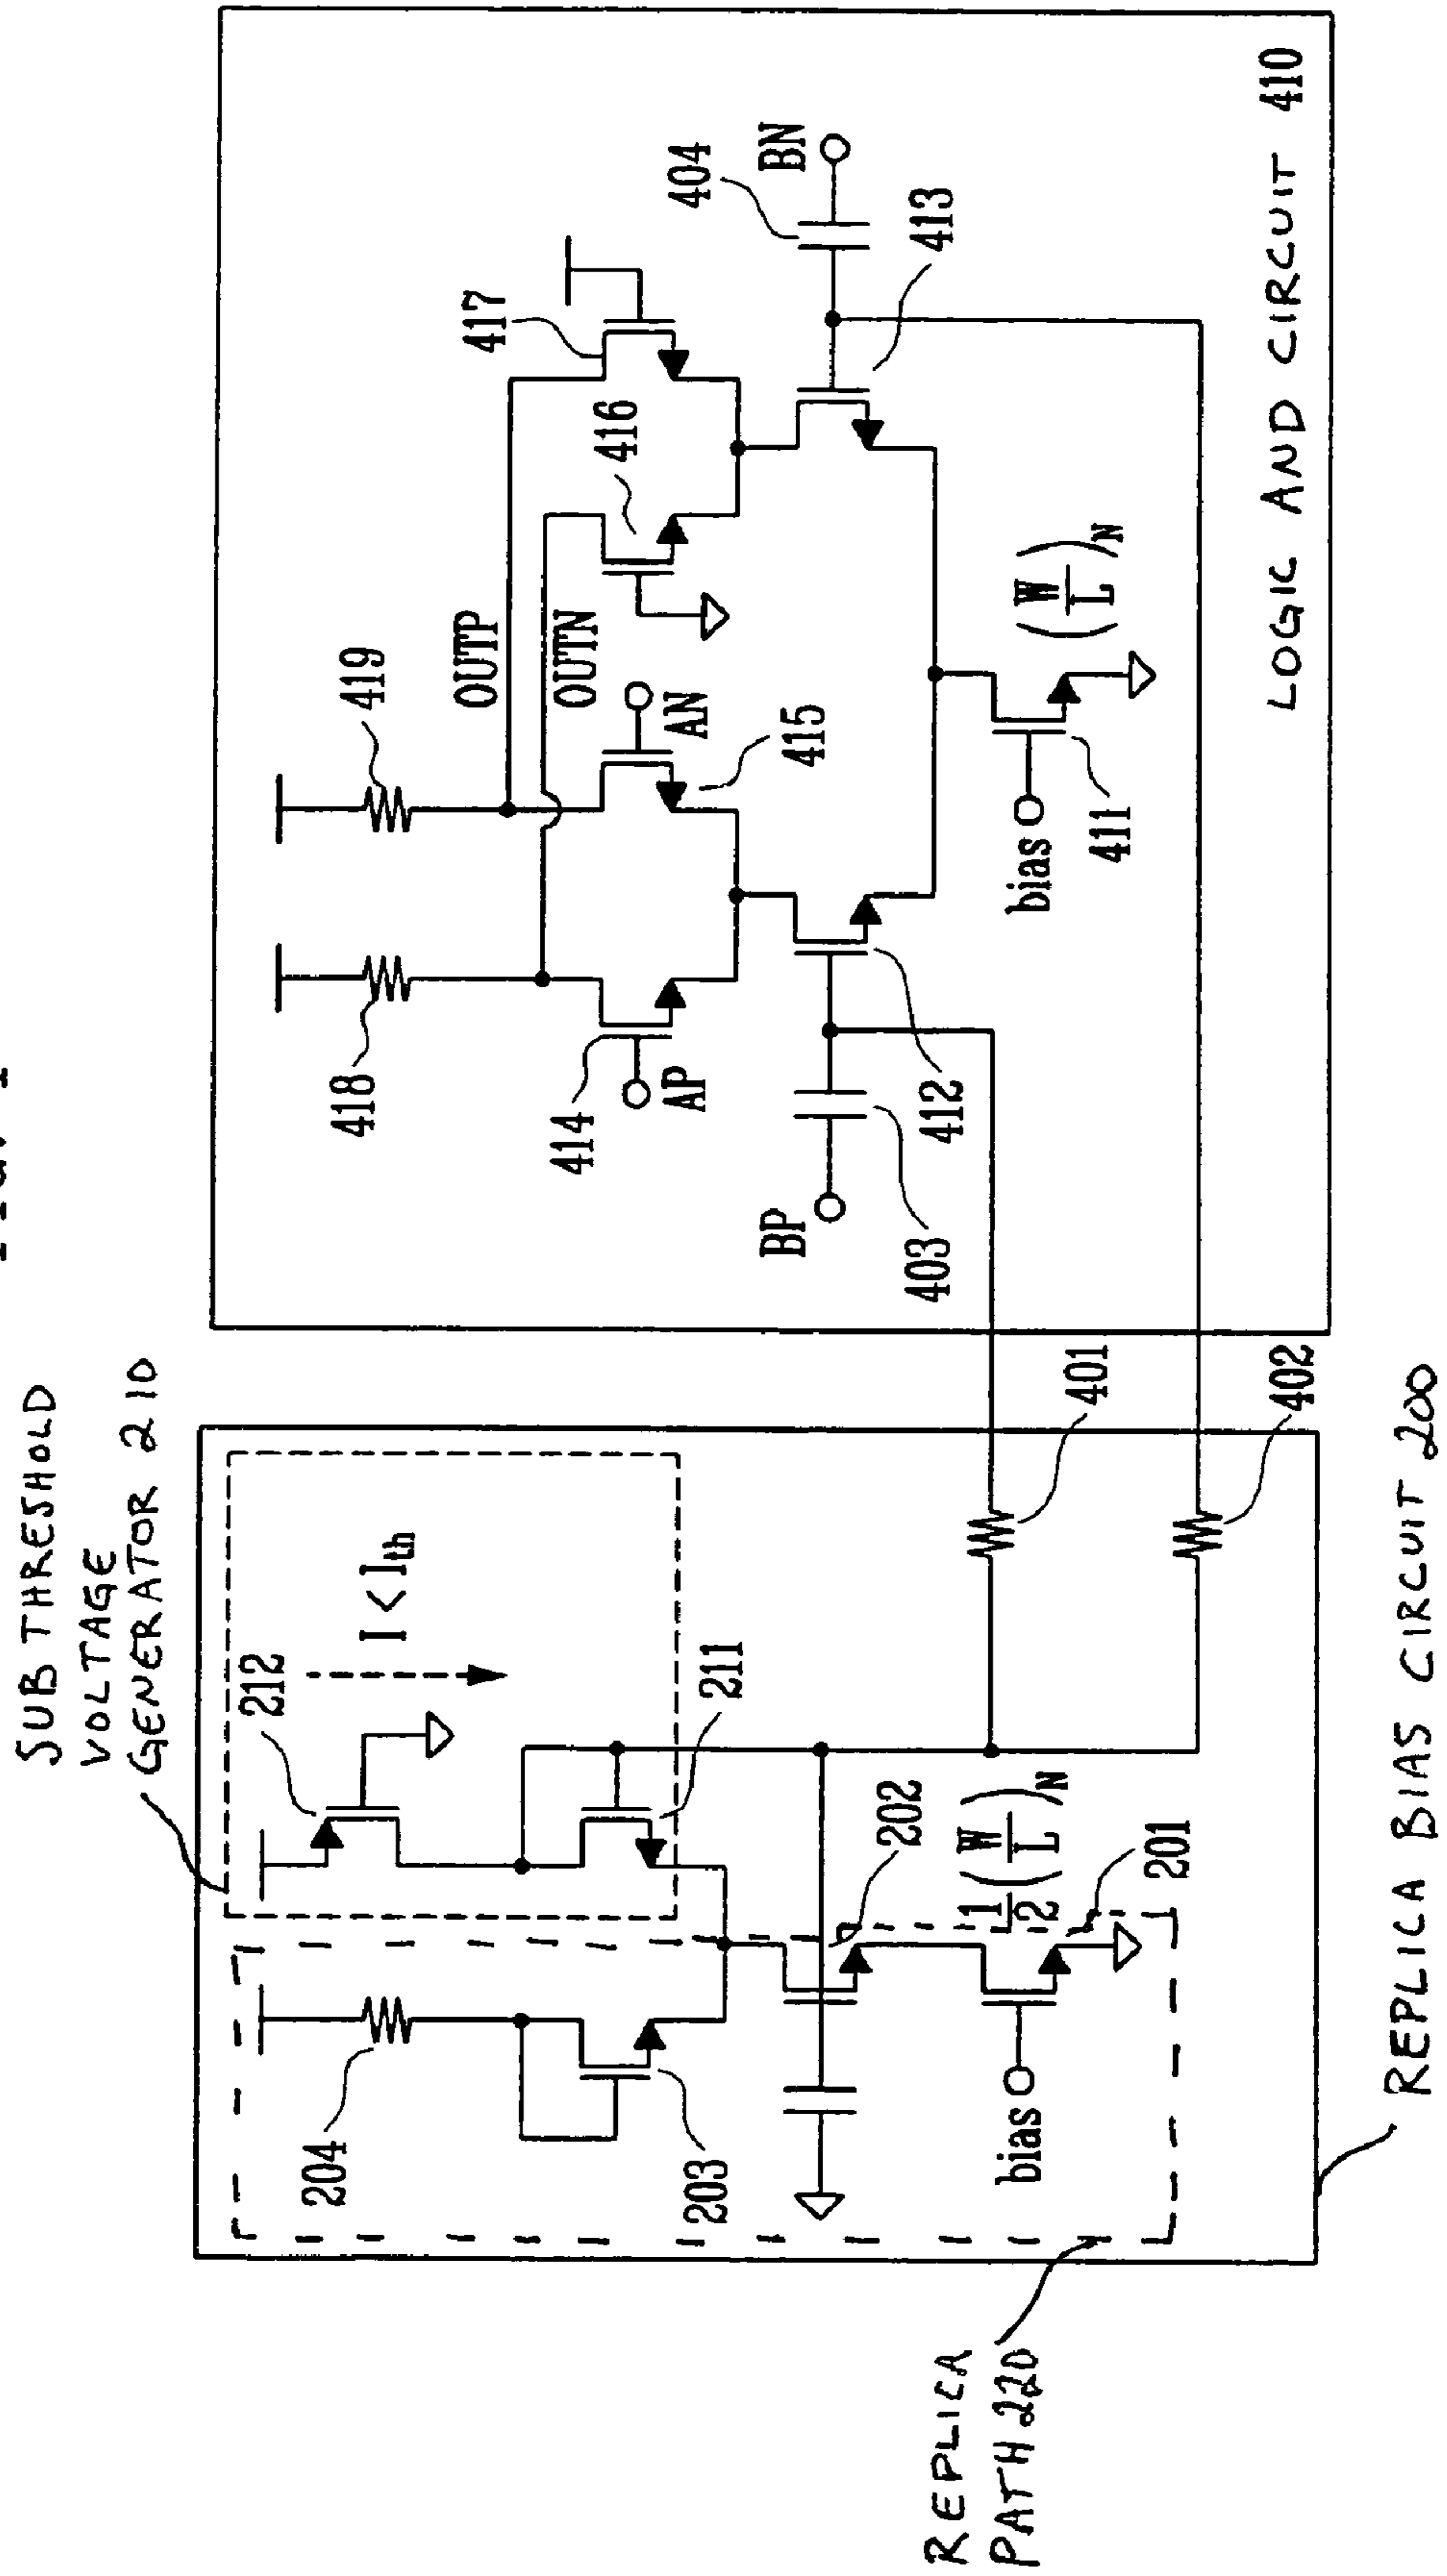 SUB THRESHOLD
VOLTAGE
GENERATOR 210
212
I < Ith
204
203
211
202
1/2 (W/L)N
bias
201
REPLICA
PATH 220
REPLICA BIAS CIRCUIT 200
401
402
418
419
OUTP
OUTN
417
416
414
AP
AN
415
BP
403
412
404
BN
413
bias
411
(W/L)N
LOGIC AND CIRCUIT 410